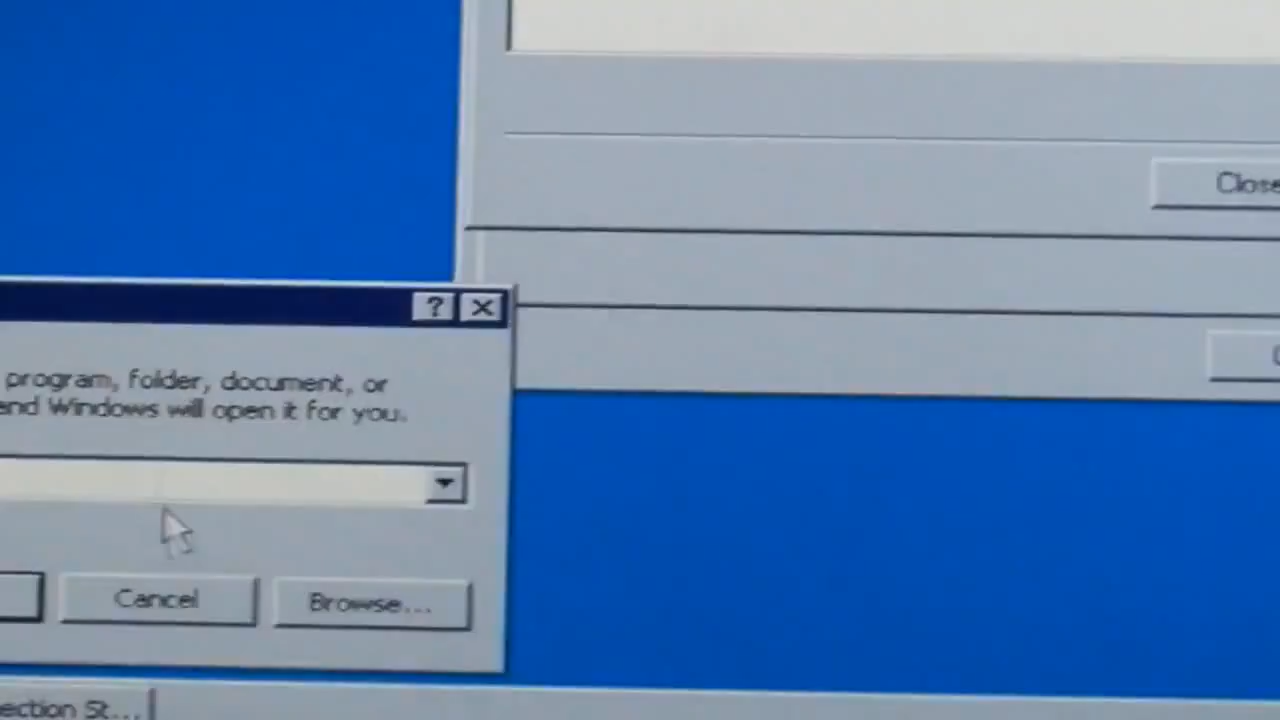 Close
?
program, folder, document, or
and Windows will open it for you.
Cancel
Browse...
ection St...